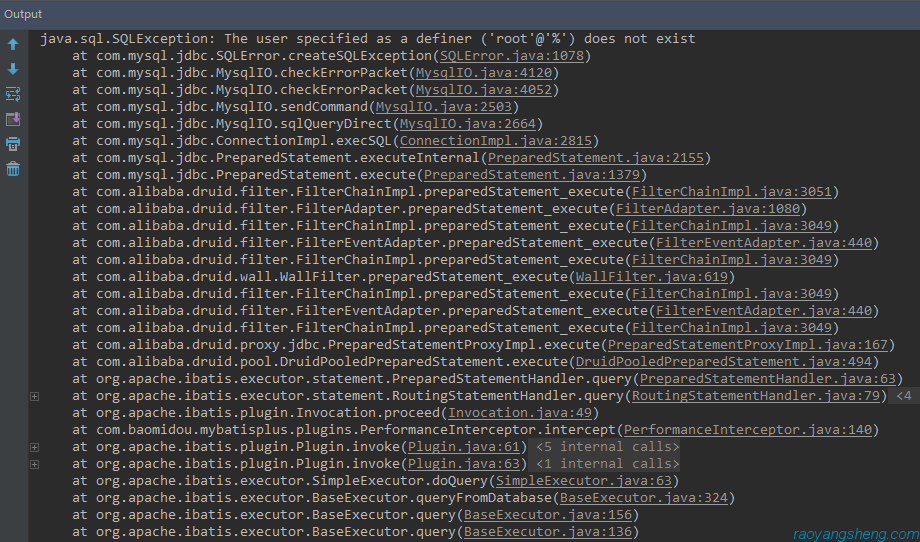 Output
java.sql.SQLException: The user specified as a definer ('root'@'%') does not exist
at com.mysql.jdbc.SQLError.createSQLException(SQLError.java:1078)
at com.mysql.jdbc.MysqlIO.checkErrorPacket(MysqlIO.java:4120)
at com.mysql.jdbc.MysqlIO.checkErrorPacket(MysqlIO.java:4052)
at com.mysql.jdbc.MysqlIO.sendCommand(MysqlIO.java:2503)
at com.mysql.jdbc.MysqlIO.sqlQueryDirect(MysqlIO.java:2664)
at com.mysql.jdbc.ConnectionImpl.execSQL(ConnectionImpl.java:2815)
at com.mysql.jdbc.PreparedStatement.executeInternal(PreparedStatement.java:2155)
at com.mysql.jdbc.PreparedStatement.execute(PreparedStatement.java:1379)
at com.alibaba.druid.filter.FilterChainImpl.preparedStatement_execute(FilterChainImpl.java:3051)
at com.alibaba.druid.filter.FilterAdapter.preparedStatement_execute(FilterAdapter.java:1080)
at com.alibaba.druid.filter.FilterChainImpl.preparedStatement_execute(FilterChainImpl.java:3049)
at com.alibaba.druid.filter.FilterEventAdapter.preparedStatement_execute(FilterEventAdapter.java:440)
at com.alibaba.druid.filter.FilterChainImpl.preparedStatement_execute(FilterChainImpl.java:3049)
at com.alibaba.druid.wall.WallFilter.preparedStatement_execute(WallFilter.java:619)
at com.alibaba.druid.filter.FilterChainImpl.preparedStatement_execute(FilterChainImpl.java:3049)
at com.alibaba.druid.filter.FilterEventAdapter.preparedStatement_execute(FilterEventAdapter.java:440)
at com.alibaba.druid.filter.FilterChainImpl.preparedStatement_execute(FilterChainImpl.java:3049)
at com.alibaba.druid.proxy.jdbc.PreparedStatementProxyImpl.execute(PreparedStatementProxyImpl.java:167)
at com.alibaba.druid.pool.DruidPooledPreparedStatement.execute(DruidPooledPreparedStatement.java:494)
at org.apache.ibatis.executor.statement.PreparedStatementHandler.query(PreparedStatementHandler.java:63)
at org.apache.ibatis.executor.statement.RoutingStatementHandler.query(RoutingStatementHandler.java:79) <4
at org.apache.ibatis.plugin.Invocation.proceed(Invocation.java:49)
at com.baomidou.mybatisplus.plugins.PerformanceInterceptor.intercept(PerformanceInterceptor.java:140)
at org.apache.ibatis.plugin.Plugin.invoke(Plugin.java:61) <5 internal calls>
at org.apache.ibatis.plugin.Plugin.invoke(Plugin.java:63) <1 internal calls>
at org.apache.ibatis.executor.SimpleExecutor.doQuery(SimpleExecutor.java:63)
at org.apache.ibatis.executor.BaseExecutor.queryFromDatabase(BaseExecutor.java:324)
at org.apache.ibatis.executor.BaseExecutor.query(BaseExecutor.java:156)
at org.apache.ibatis.executor.BaseExecutor.query(BaseExecutor.java:136)
raoyangsheng.com